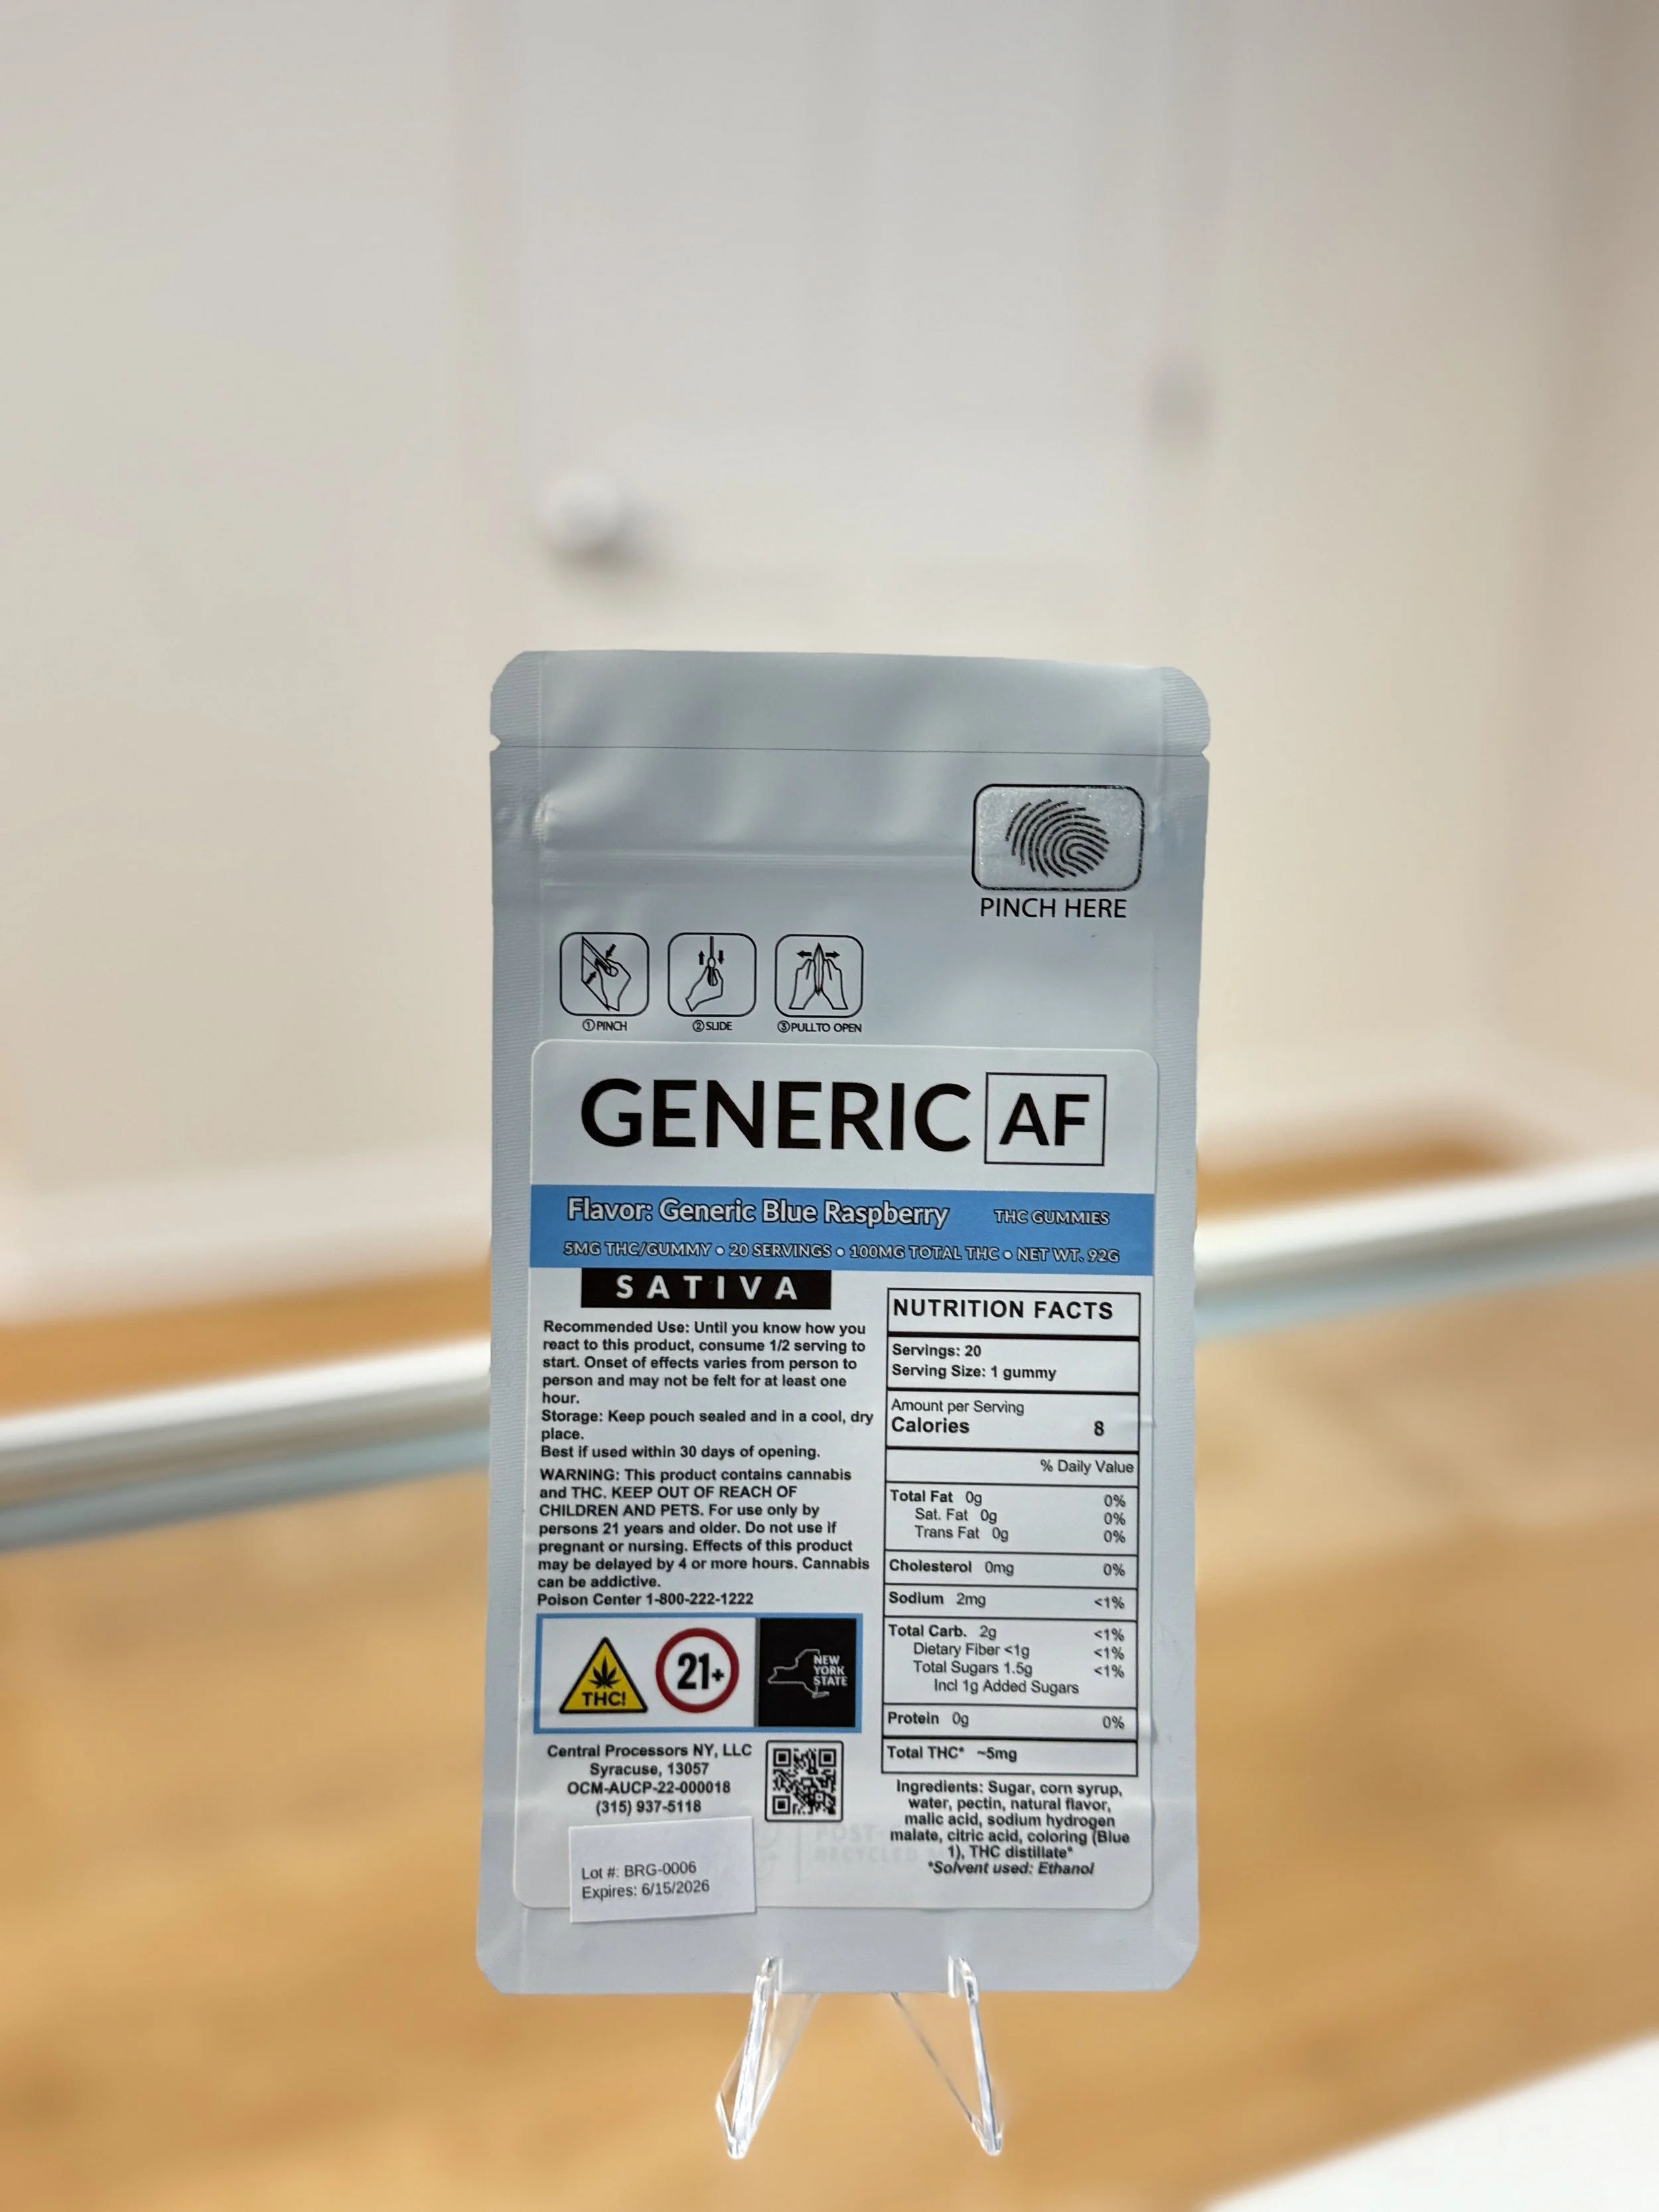 PINCH HERE
①PINCH
②SLIDE
③PULL TO OPEN
GENERIC AF
Flavor: Generic Blue Raspberry THC GUMMIES
5MG THC/GUMMY • 20 SERVINGS • 100MG TOTAL THC • NET WT. 92G
SATIVA
Recommended Use: Until you know how you
react to this product, consume 1/2 serving to
start. Onset of effects varies from person to
person and may not be felt for at least one
hour.
Storage: Keep pouch sealed and in a cool, dry
place.
Best if used within 30 days of opening.
WARNING: This product contains cannabis
and THC. KEEP OUT OF REACH OF
CHILDREN AND PETS. For use only by
persons 21 years and older. Do not use if
pregnant or nursing. Effects of this product
may be delayed by 4 or more hours. Cannabis
can be addictive.
Poison Center 1-800-222-1222
THC!
21+
NEW
YORK
STATE
Central Processors NY, LLC
Syracuse, 13057
OCM-AUCP-22-000018
(315) 937-5118
Lot #: BRG-0006
Expires: 6/15/2026
NUTRITION FACTS
Servings: 20
Serving Size: 1 gummy
Amount per Serving
Calories 8
% Daily Value
Total Fat 0g 0%
Sat. Fat 0g 0%
Trans Fat 0g 0%
Cholesterol 0mg 0%
Sodium 2mg <1%
Total Carb. 2g <1%
Dietary Fiber <1g <1%
Total Sugars 1.5g <1%
Incl 1g Added Sugars
Protein 0g 0%
Total THC* ~5mg
Ingredients: Sugar, corn syrup,
water, pectin, natural flavor,
malic acid, sodium hydrogen
malate, citric acid, coloring (Blue
1), THC distillate*
*Solvent used: Ethanol
POST-
RECYCLED